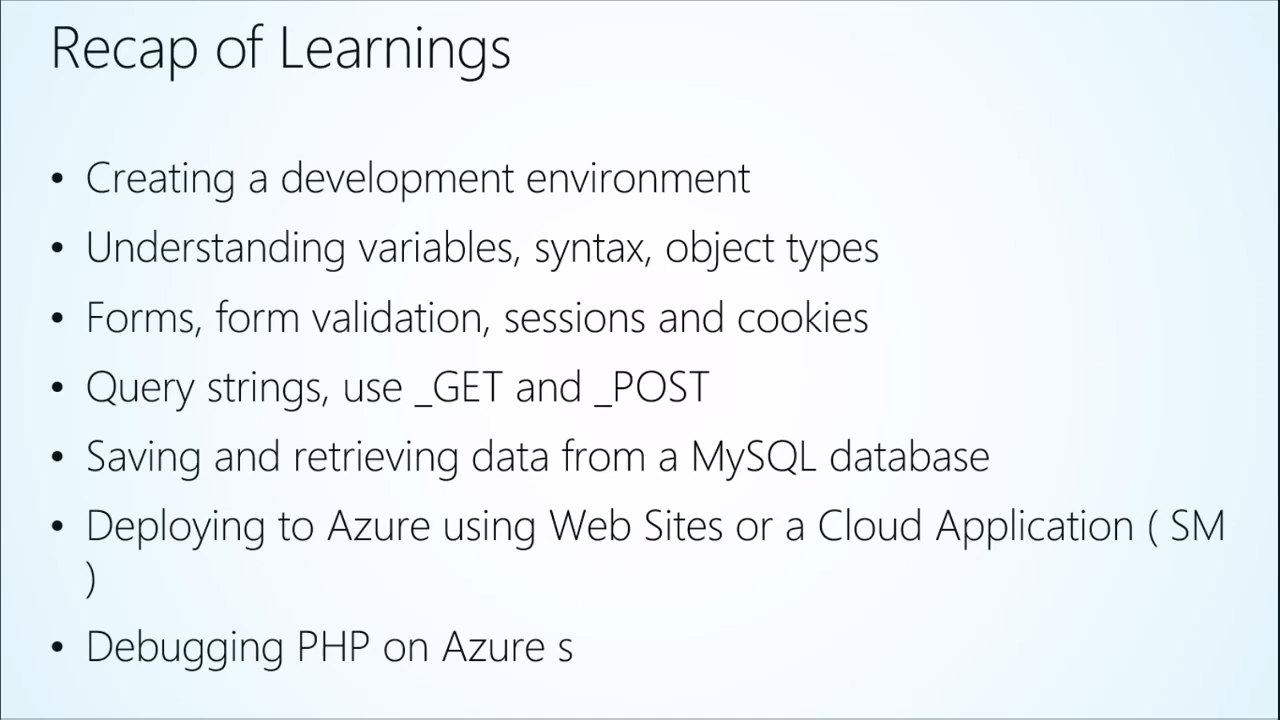 Recap of Learnings
• Creating a development environment
• Understanding variables, syntax, object types
• Forms, form validation, sessions and cookies
• Query strings, use _GET and _POST
• Saving and retrieving data from a MySQL database
• Deploying to Azure using Web Sites or a Cloud Application ( SM
)
• Debugging PHP on Azure s